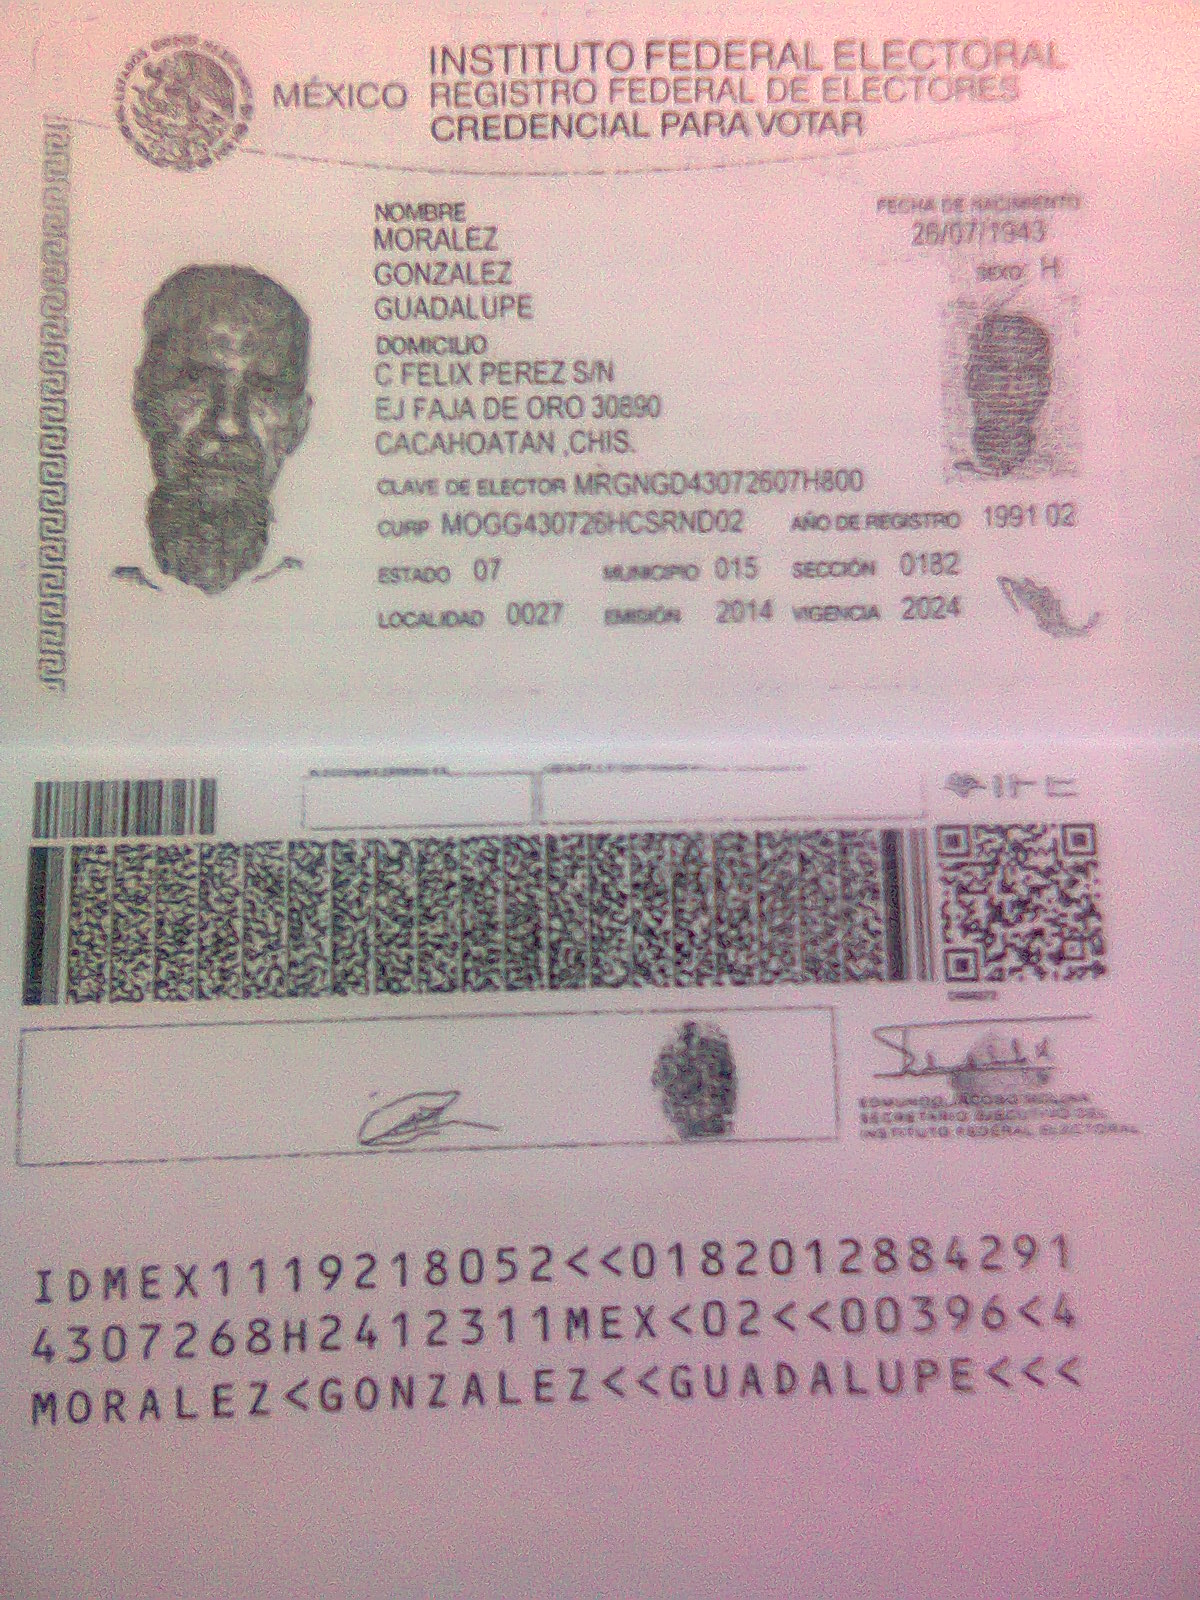 MÉXICO
INSTITUTO FEDERAL ELECTORAL
REGISTRO FEDERAL DE ELECTORES
CREDENCIAL PARA VOTAR
NOMBRE
MORALEZ
GONZALEZ
GUADALUPE
FECHA DE NACIMIENTO
26/07/1943
SEXO H
DOMICILIO
C FELIX PEREZ S/N
EJ FAJA DE ORO 30890
CACAHOATAN ,CHIS.
CLAVE DE ELECTOR MRGNGD43072607H800
CURP MOGG430726HCSRND02 AÑO DE REGISTRO 1991 02
ESTADO 07 MUNICIPIO 015 SECCIÓN 0182
LOCALIDAD 0027 EMISIÓN 2014 VIGENCIA 2024
IFE
EDMUNDO JACOBO MOLINA
SECRETARIO EJECUTIVO DEL
INSTITUTO FEDERAL ELECTORAL
IDMEX1119218052<<0182012884291
4307268H2412311MEX<02<<00396<4
MORALEZ<GONZALEZ<<GUADALUPE<<<